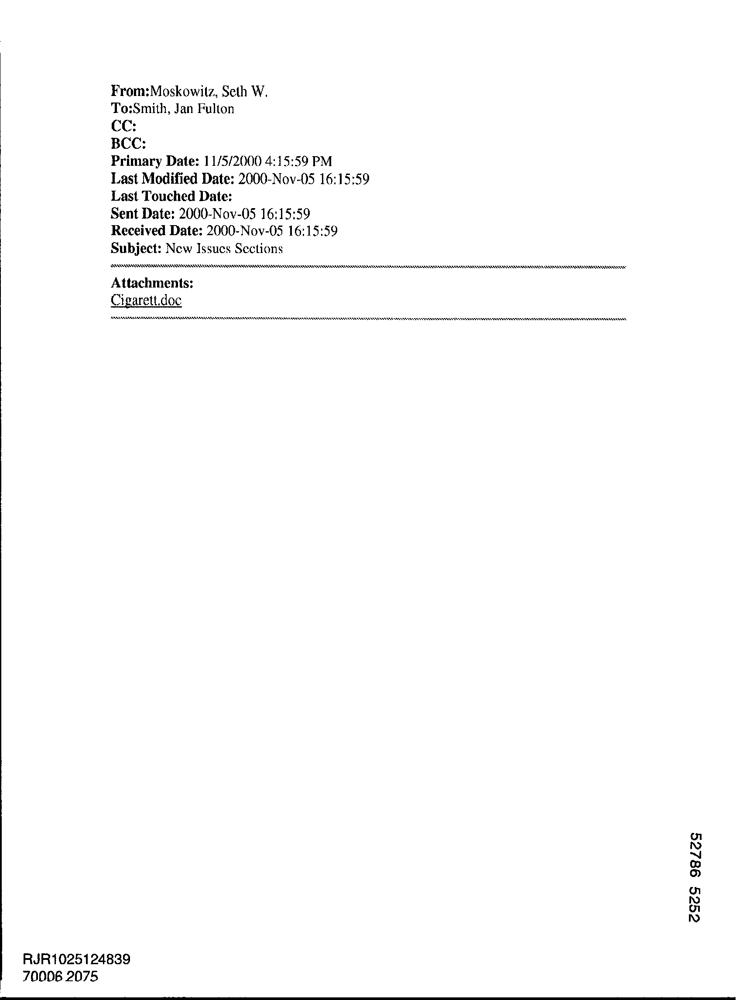 From:Moskowitz, Seth W.
To:Smith, Jan Fulton
CC:
BCC:
Primary Date: 11/5/2000 4:15:59 PM
Last Modified Date: 2000-Nov-05 16:15:59
Last Touched Date:
Sent Date: 2000-Nov-05 16:15:59
Received Date: 2000-Nov-05 16:15:59
Subject: New Issues Sections
Attachments:
Cigarett.doc
52786 5252
RJR1025124839
70006 2075